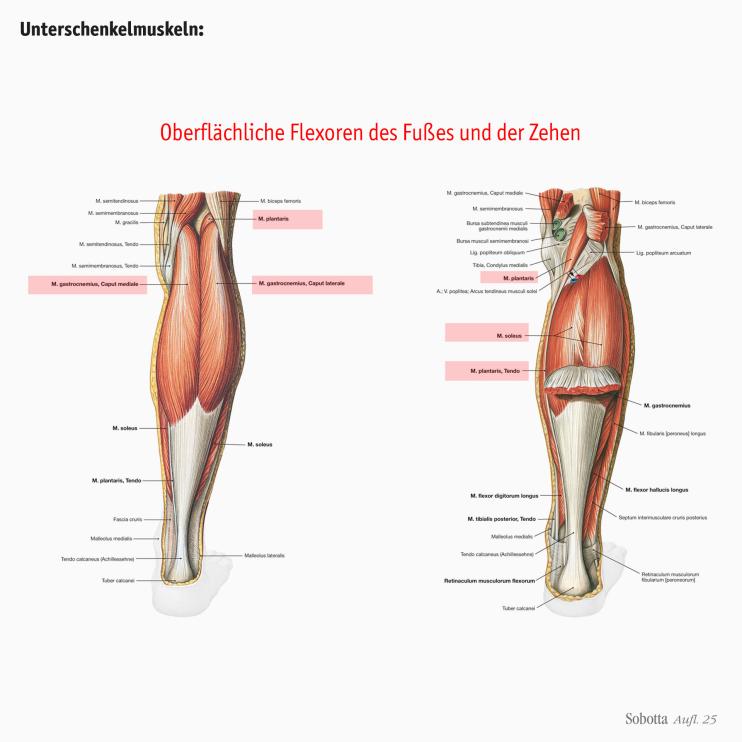 Unterschenkelmuskeln:
Oberflächliche Flexoren des Fußes und der Zehen
M. semitendinosus
M. semimembranosus
M. gracilis
M. semitendinosus, Tendo
M. semimembranosus, Tendo
M. gastrocnemius, Caput mediale
M. soleus
M. plantaris, Tendo
Fascia cruris
Malleolus medialis
Tendo calcaneus (Achillessehne)
Tuber calcanei
M. biceps femoris
M. plantaris
M. gastrocnemius, Caput laterale
M. soleus
Malleolus lateralis
M. gastrocnemius, Caput mediale
M. semimembranosus
Bursa subtendinea musculi
gastrocnemii medialis
Bursa musculi semimembranosi
Lig. popliteum obliquum
Tibia, Condylus medialis
M. plantaris
A.; V. poplitea; Arcus tendineus musculi solei
M. soleus
M. plantaris, Tendo
M. flexor digitorum longus
M. tibialis posterior, Tendo
Malleolus medialis
Tendo calcaneus (Achillessehne)
Retinaculum musculorum flexorum
Tuber calcanei
M. biceps femoris
M. gastrocnemius, Caput laterale
Lig. popliteum arcuatum
M. gastrocnemius
M. fibularis [peroneus] longus
M. flexor hallucis longus
Septum intermusculare cruris posterius
Retinaculum musculorum
fibularium [peroneorum]
Sobotta Aufl. 25